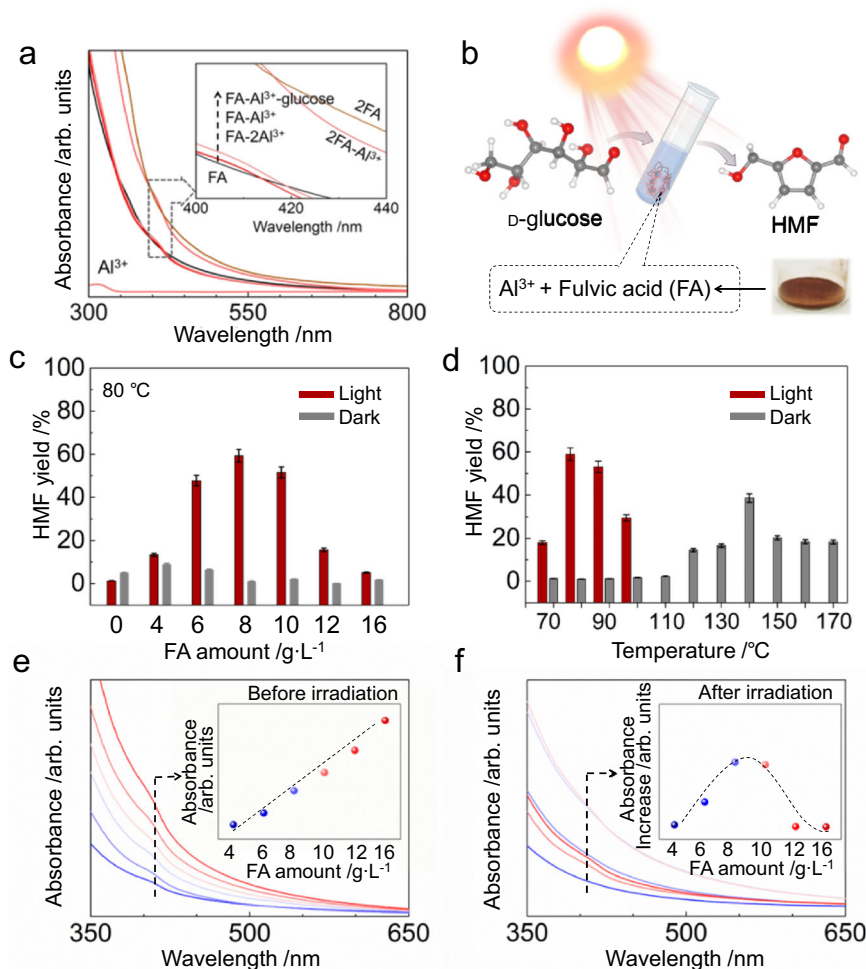 a
Absorbance /arb. units
FA-Al³⁺-glucose
FA-Al³⁺
FA-2Al³⁺
FA
2FA
2FA-Al³⁺
400 420 440
Wavelength /nm
Al³⁺
300 550 800
Wavelength /nm
b
D-glucose
HMF
Al³⁺ + Fulvic acid (FA)
c
80 ℃
Light
Dark
HMF yield /%
100
80
60
40
20
0
0 4 6 8 10 12 16
FA amount /g·L⁻¹
d
Light
Dark
HMF yield /%
100
80
60
40
20
0
70 90 110 130 150 170
Temperature /℃
e
Before irradiation
Absorbance /arb. units
Absorbance
/arb. units
4 6 8 10 12 16
FA amount /g·L⁻¹
350 500 650
Wavelength /nm
f
After irradiation
Absorbance /arb. units
Absorbance
Increase /arb. units
4 6 8 10 12 16
FA amount /g·L⁻¹
350 500 650
Wavelength /nm